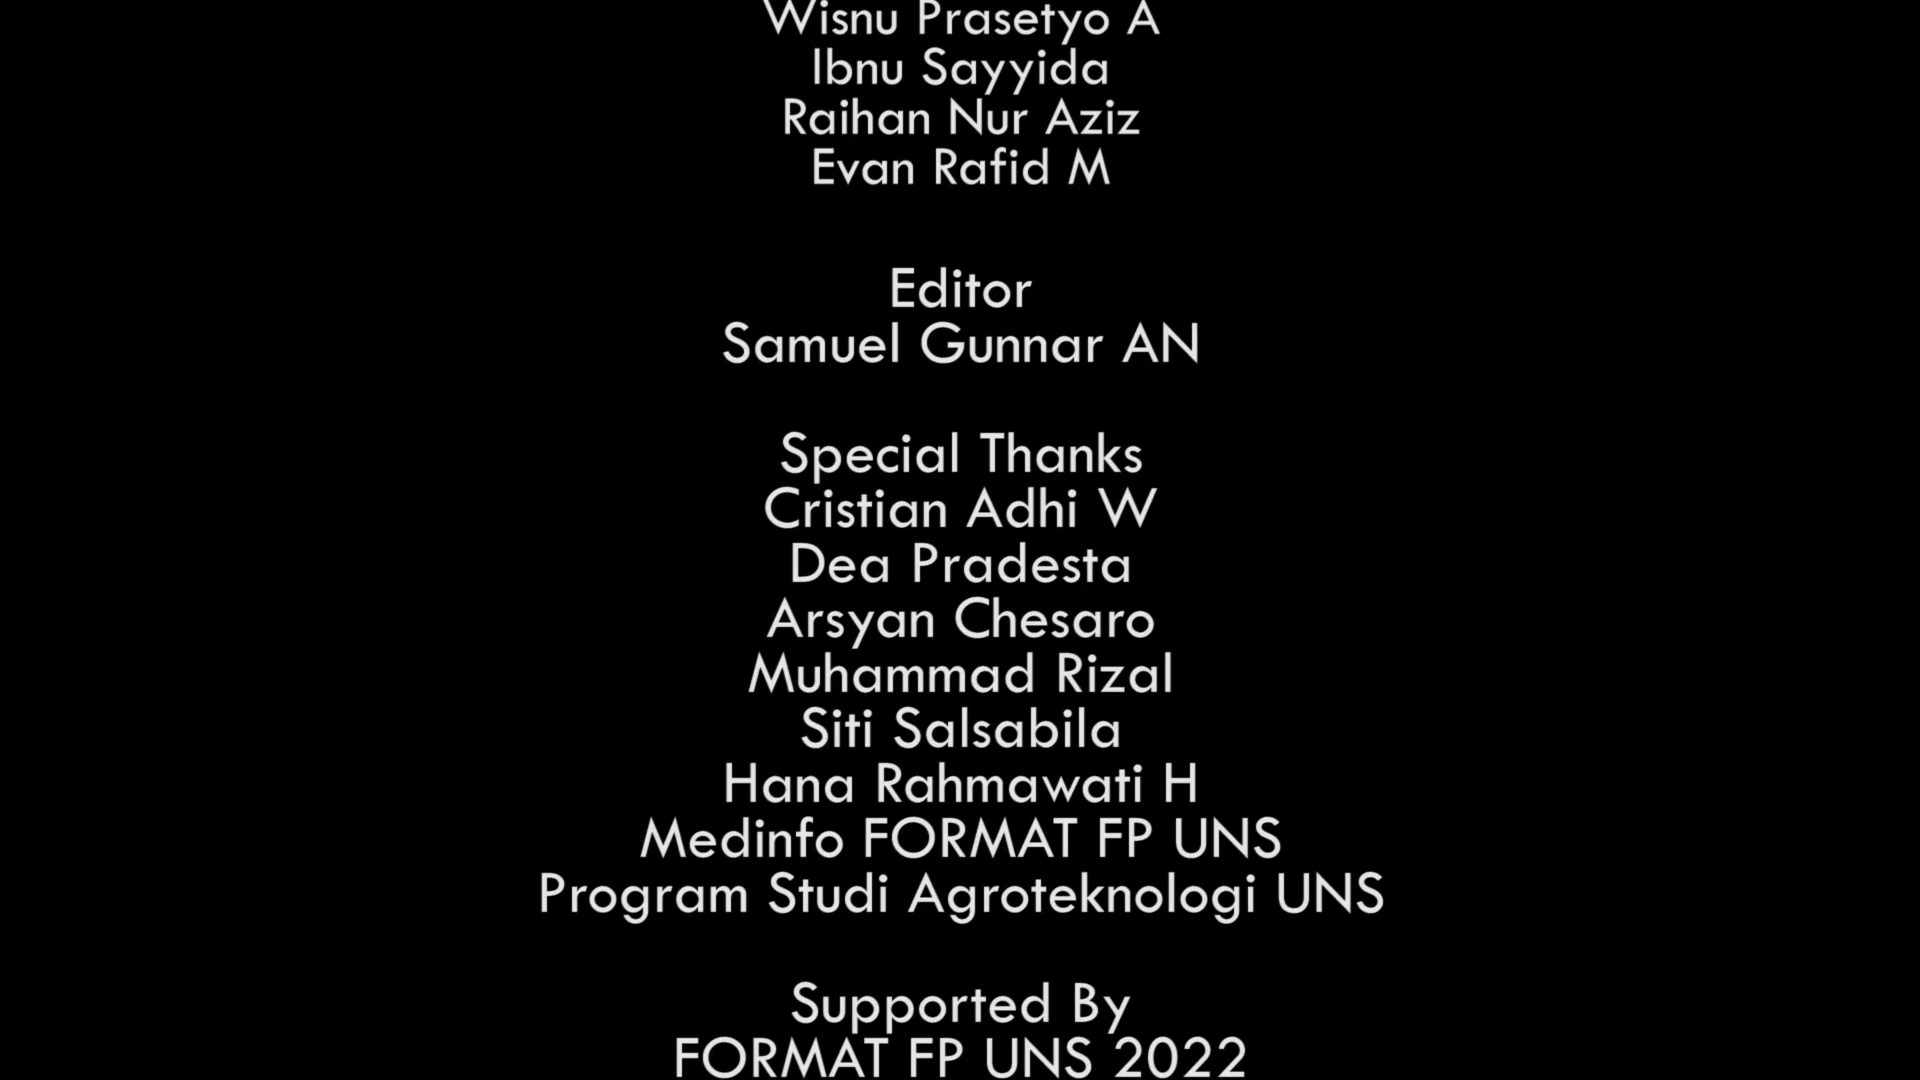 Wisnu Prasetyo A
Ibnu Sayyida
Raihan Nur Aziz
Evan Rafid M
Editor
Samuel Gunnar AN
Special Thanks
Cristian Adhi W
Dea Pradesta
Arsyan Chesaro
Muhammad Rizal
Siti Salsabila
Hana Rahmawati H
Medinfo FORMAT FP UNS
Program Studi Agroteknologi UNS
Supported By
FORMAT FP UNS 2022